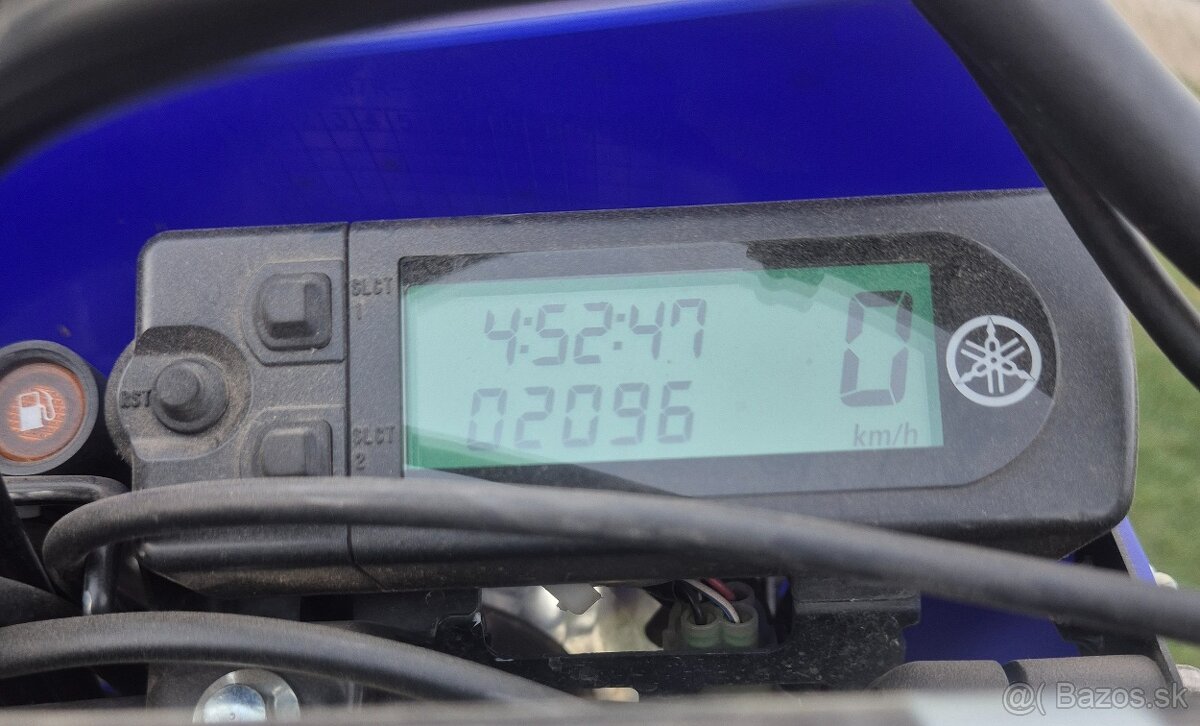 SLCT
1
4:52:47
0
RST
02096
SLCT
2
km/h
@( Bazos.sk